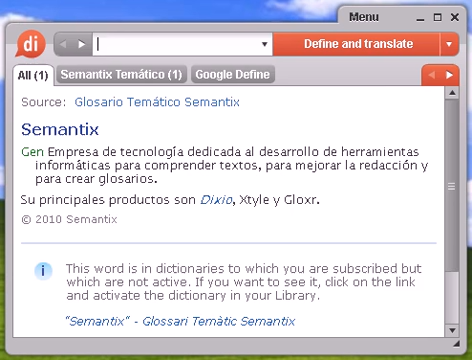 Menu
di
Define and translate
All (1)
Semantix Temático (1)
Google Define
Source: Glosario Temático Semantix
Semantix
Gen Empresa de tecnología dedicada al desarrollo de herramientas
informáticas para comprender textos, para mejorar la redacción y
para crear glosarios.
Su principales productos son Dixio, Xtyle y Gloxr.
© 2010 Semantix
i
This word is in dictionaries to which you are subscribed but
which are not active. If you want to see it, click on the link
and activate the dictionary in your Library.
"Semantix" - Glossari Temàtic Semantix